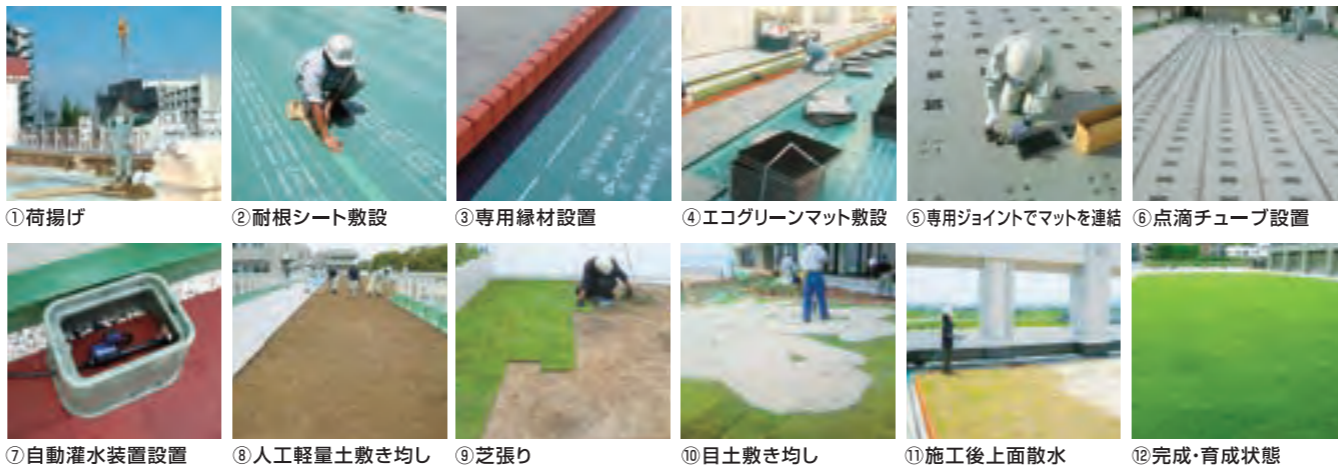 ①荷揚げ
②耐根シート敷設
③専用縁材設置
④エコグリーンマット敷設
⑤専用ジョイントでマットを連結
⑥点滴チューブ設置
⑦自動灌水装置設置
⑧人工軽量土敷き均し
⑨芝張り
⑩目土敷き均し
⑪施工後上面散水
⑫完成・育成状態